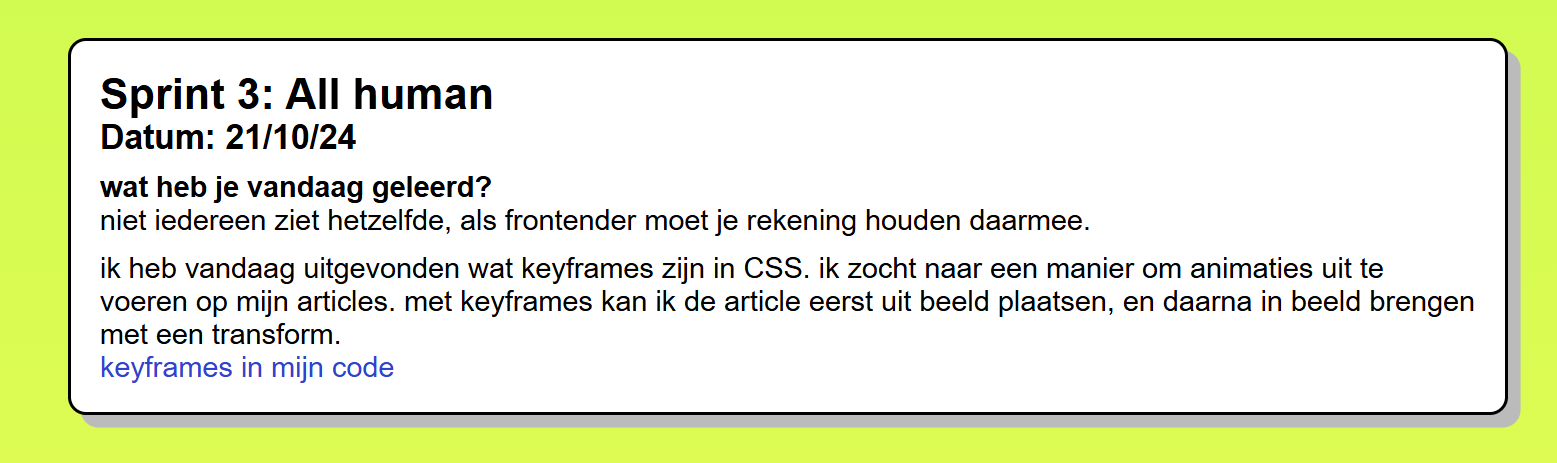 Sprint 3: All human
Datum: 21/10/24
wat heb je vandaag geleerd?
niet iedereen ziet hetzelfde, als frontender moet je rekening houden daarmee.
ik heb vandaag uitgevonden wat keyframes zijn in CSS. ik zocht naar een manier om animaties uit te
voeren op mijn articles. met keyframes kan ik de article eerst uit beeld plaatsen, en daarna in beeld brengen
met een transform.
keyframes in mijn code